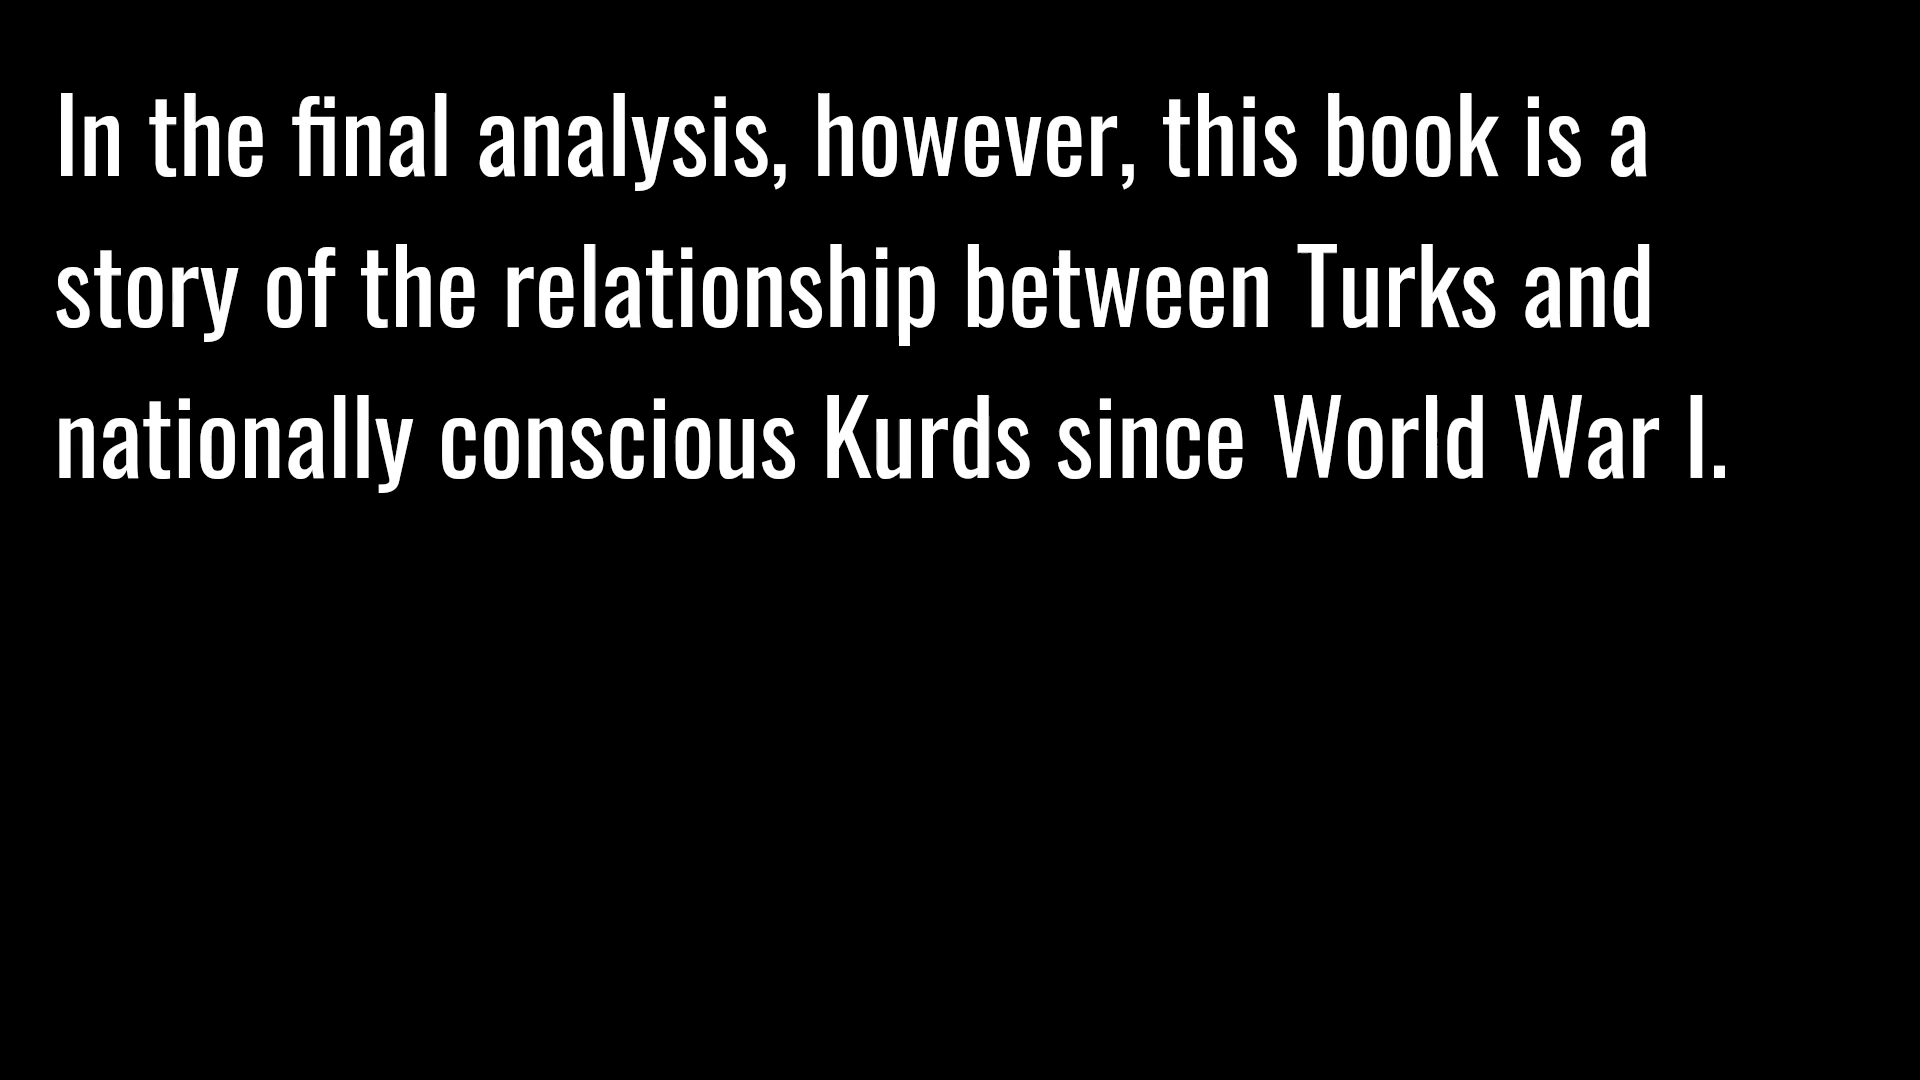 In the final analysis, however, this book is a
story of the relationship between Turks and
nationally conscious Kurds since World War I.